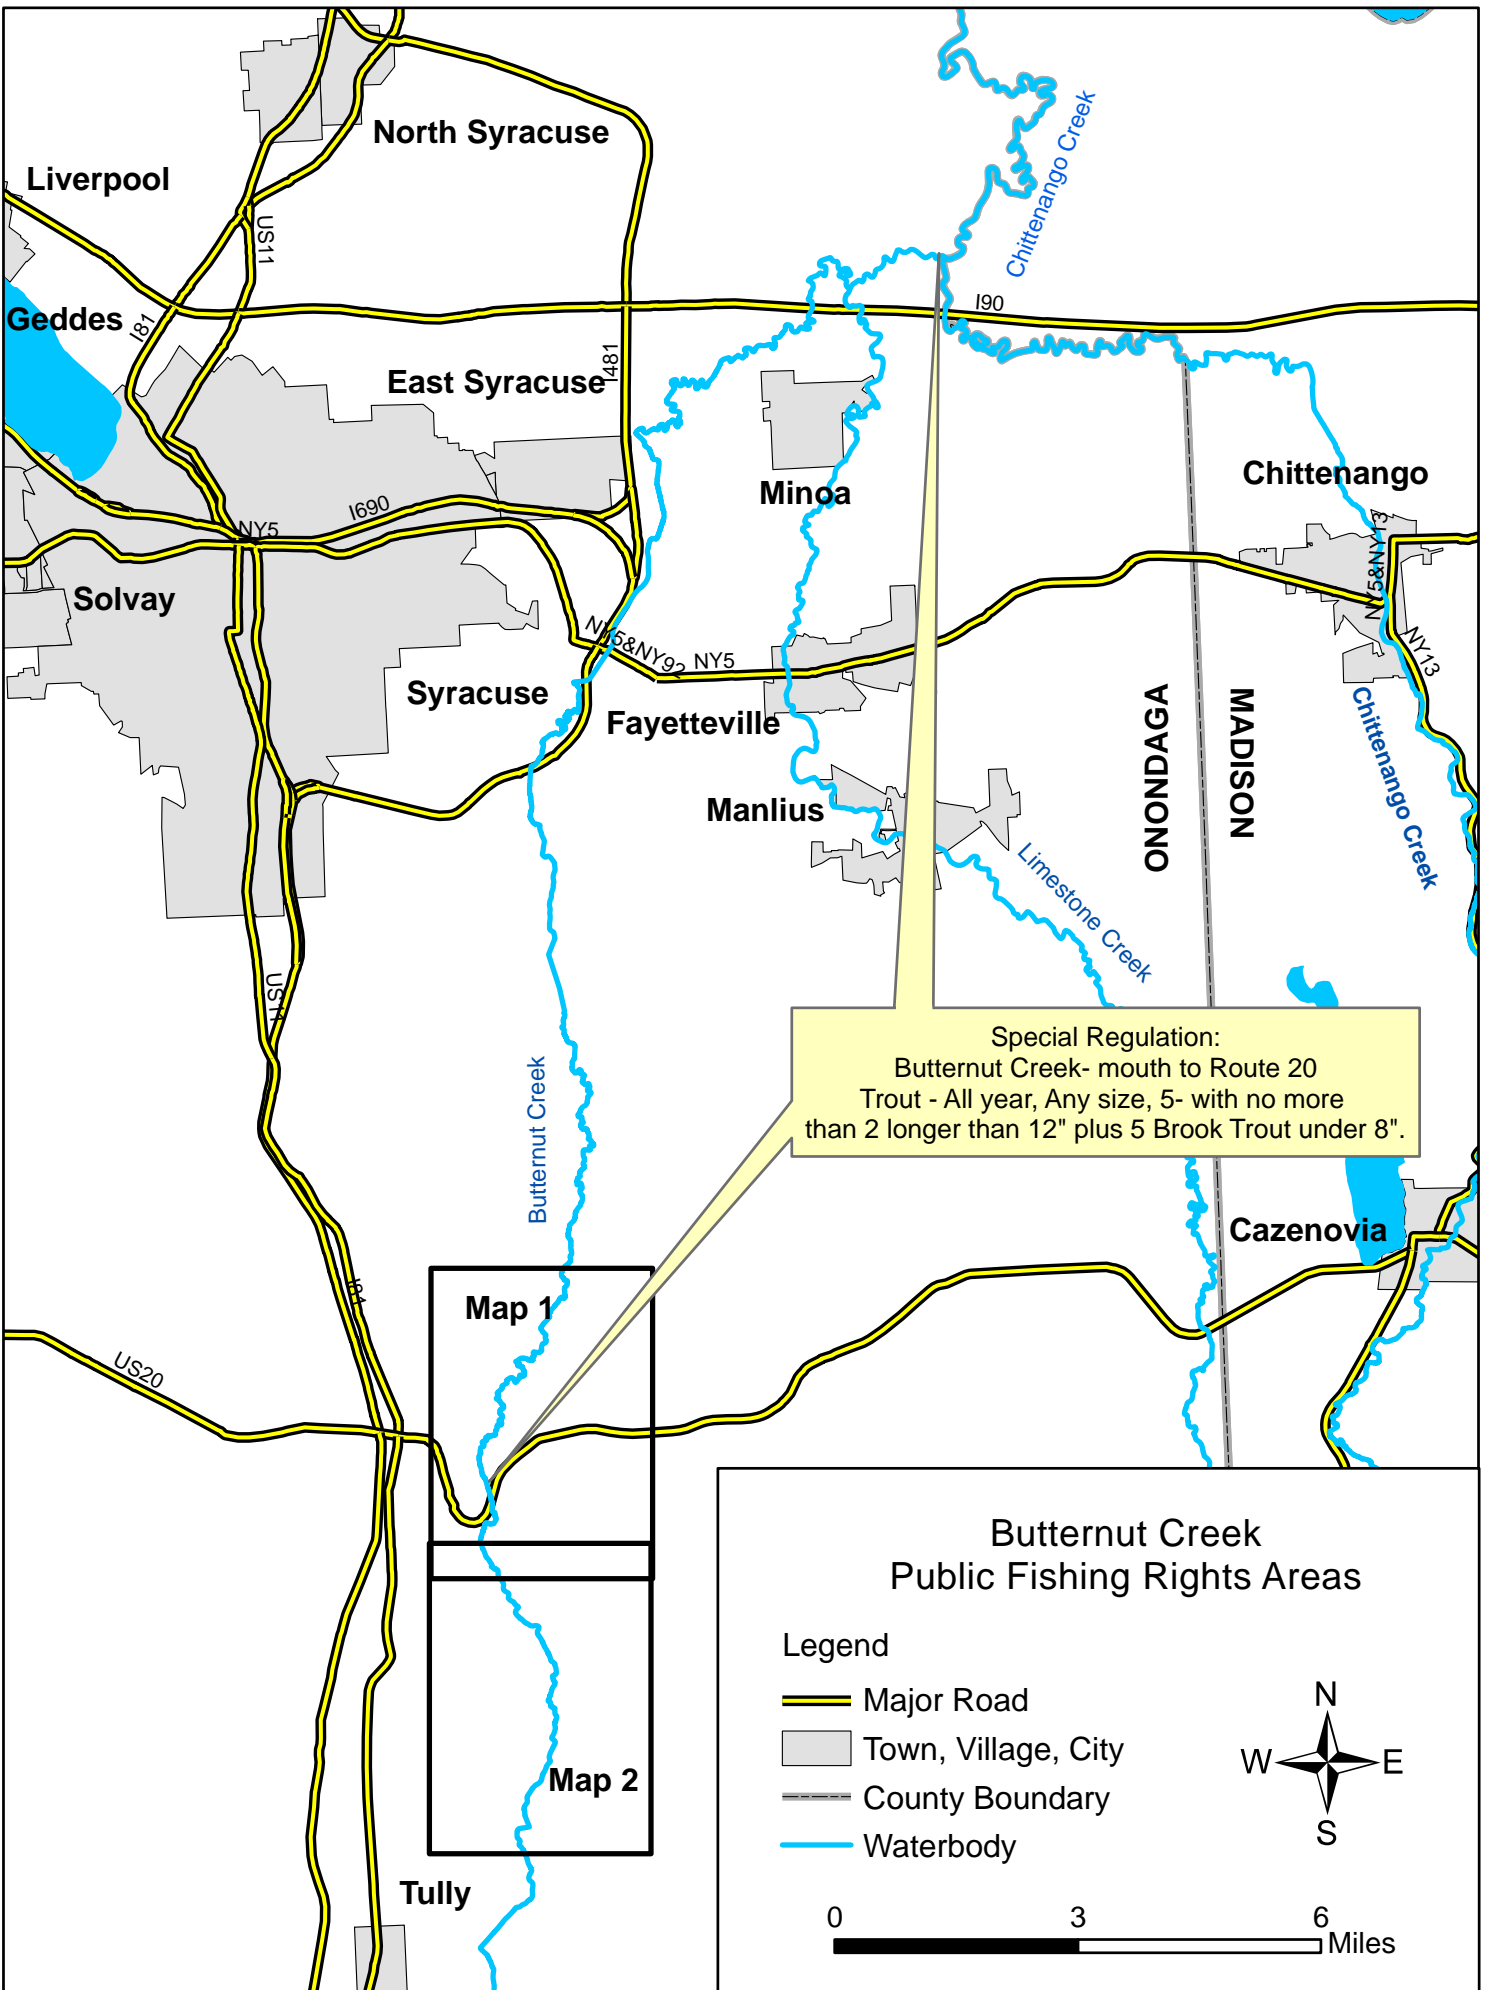 North Syracuse
Liverpool
Chittenango Creek
US11
I90
Geddes
I81
I481
East Syracuse
Minoa
Chittenango
I690
NY5
NY5&NY13
Solvay
NY5&NY92
NY5
NY13
Syracuse
Fayetteville
ONONDAGA
MADISON
Chittenango Creek
Manlius
Limestone Creek
US11
Special Regulation:
Butternut Creek- mouth to Route 20
Trout - All year, Any size, 5- with no more
than 2 longer than 12" plus 5 Brook Trout under 8".
Butternut Creek
Cazenovia
I81
Map 1
US20
Butternut Creek
Public Fishing Rights Areas
Legend
Major Road
Town, Village, City
County Boundary
Waterbody
N
W
E
S
Map 2
Tully
0 3 6
Miles